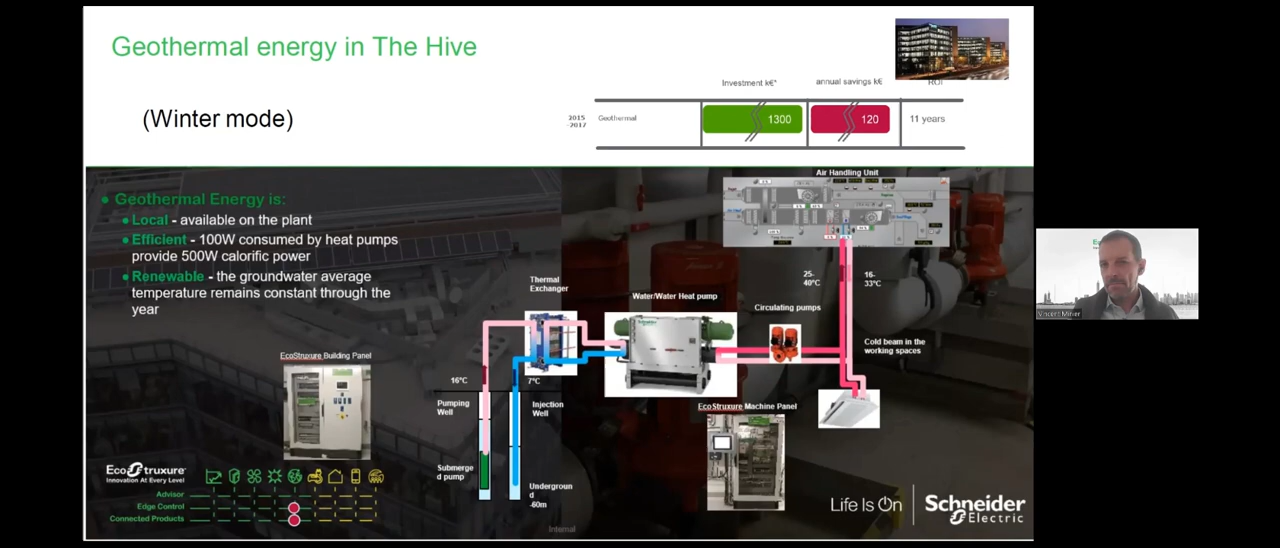 Geothermal energy in The Hive
(Winter mode)
Investment k€*
annual savings k€
ROI
2015
-2017
Geothermal
1300
120
11 years
Geothermal Energy is:
Local - available on the plant
Efficient - 100W consumed by heat pumps
provide 500W calorific power
Renewable - the groundwater average
temperature remains constant through the
year
Air Handling Unit
Thermal
Exchanger
Water/Water Heat pump
25-
40°C
16-
33°C
Circulating pumps
Cold beam in the
working spaces
EcoStruxure Building Panel
16°C
7°C
Pumping
Well
Injection
Well
EcoStruxure Machine Panel
Submerge
d pump
Undergroun
d
-60m
EcoStruxure
Innovation At Every Level
Advisor
Edge Control
Connected Products
Life Is On
Schneider
Electric
Internal
Vincent Minier